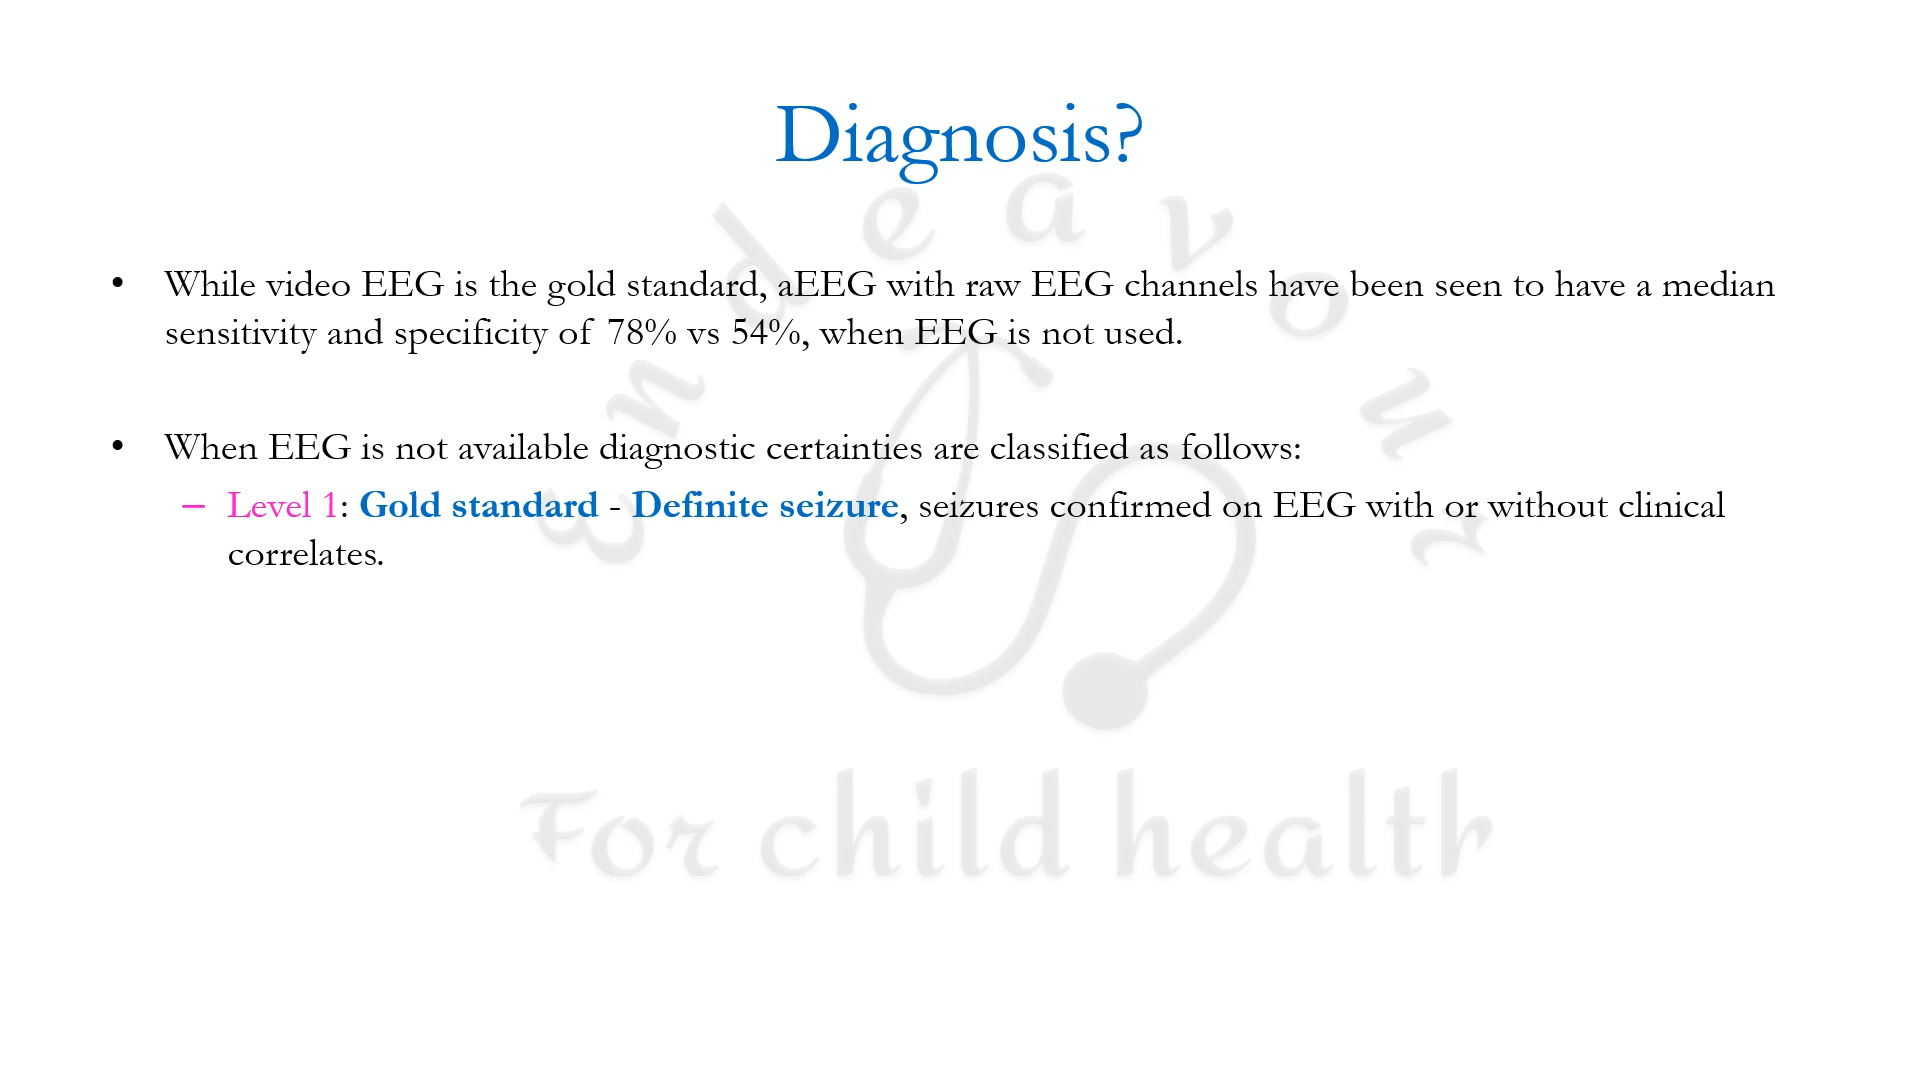 Diagnosis?
• While video EEG is the gold standard, aEEG with raw EEG channels have been seen to have a median
sensitivity and specificity of 78% vs 54%, when EEG is not used.
• When EEG is not available diagnostic certainties are classified as follows:
– Level 1: Gold standard - Definite seizure, seizures confirmed on EEG with or without clinical
correlates.
Endeavour
For child health